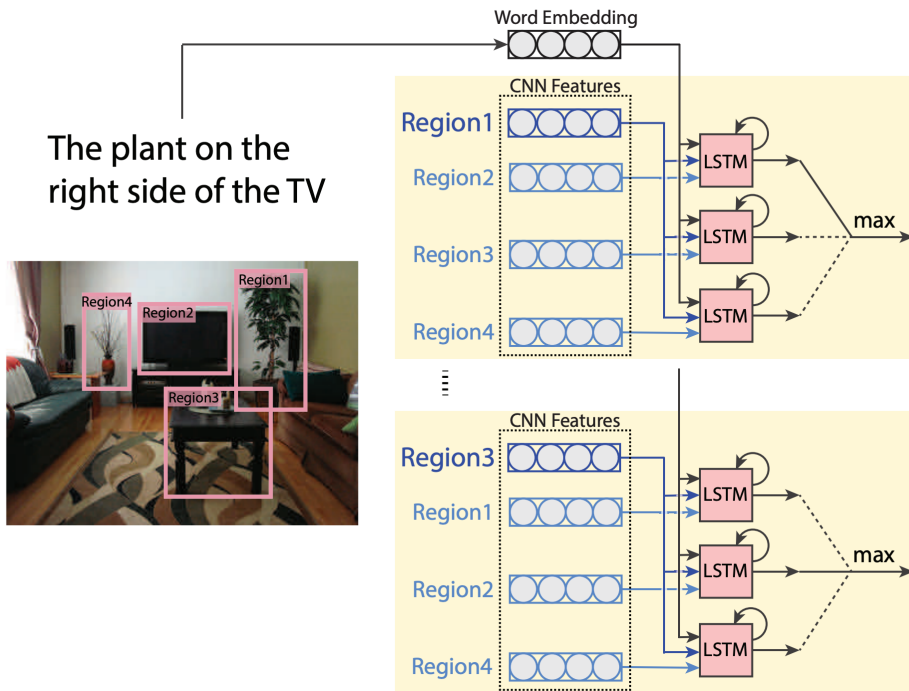 Word Embedding
The plant on the
right side of the TV
CNN Features
Region1
Region2
Region3
Region4
LSTM
LSTM
LSTM
max
Region1
Region4
Region2
Region3
CNN Features
Region3
Region1
Region2
Region4
LSTM
LSTM
LSTM
max